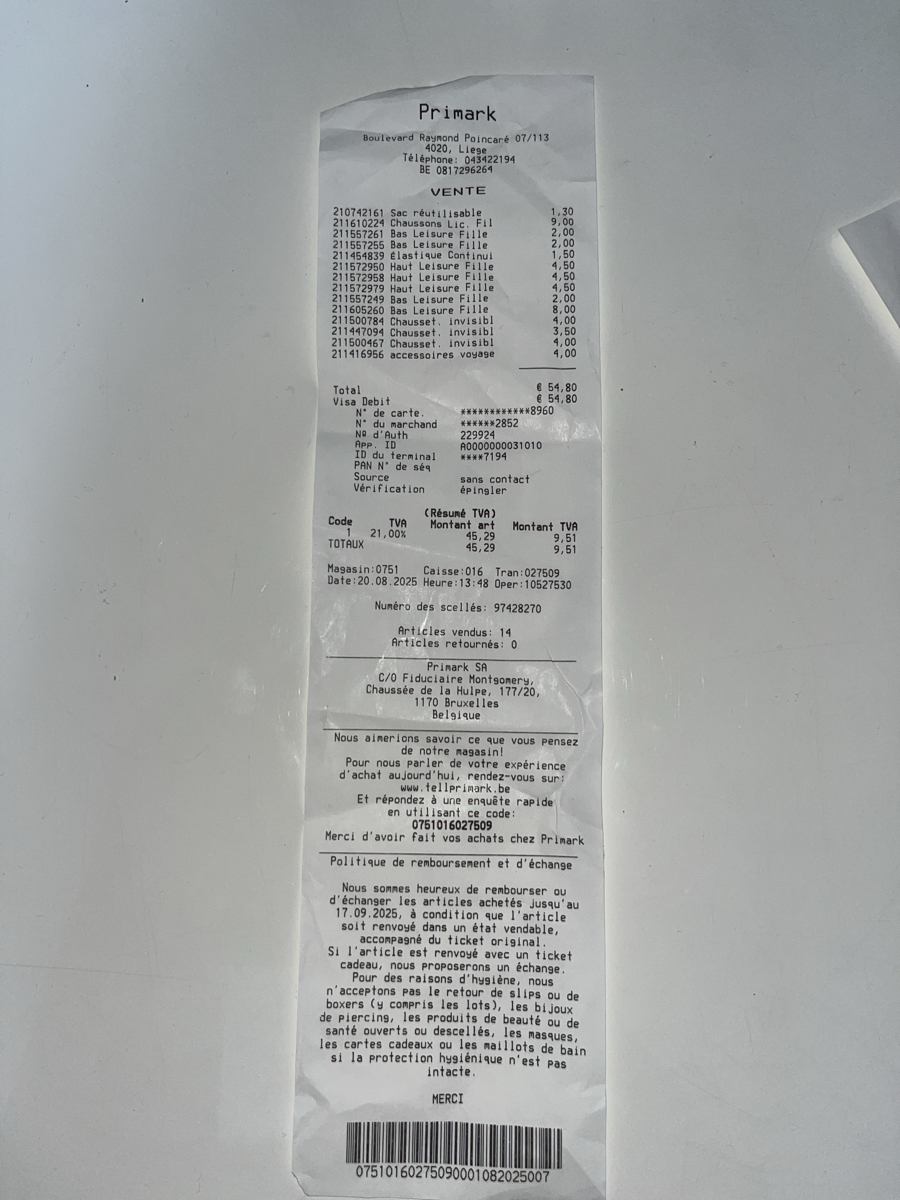 Primark
Boulevard Raymond Poincaré 07/113
4020, Liege
Téléphone: 043422194
BE 0817296264
VENTE
210742161 Sac réutilisable 1,30
211610224 Chaussons Lic. Fil 9,00
211557261 Bas Leisure Fille 2,00
211557255 Bas Leisure Fille 2,00
211454839 Élastique Continui 1,50
211572950 Haut Leisure Fille 4,50
211572958 Haut Leisure Fille 4,50
211572979 Haut Leisure Fille 4,50
211557249 Bas Leisure Fille 2,00
211605260 Bas Leisure Fille 8,00
211500784 Chausset. invisibl 4,00
211447094 Chausset. invisibl 3,50
211500467 Chausset. invisibl 4,00
211416956 accessoires voyage 4,00
Total € 54,80
Visa Debit € 54,80
N° de carte. ************8960
N° du marchand ******2852
Nº d'Auth 229924
App. ID A0000000031010
ID du terminal ****7194
PAN N° de séq
Source sans contact
Vérification épingler
(Résumé TVA)
Code TVA Montant art Montant TVA
1 21,00% 45,29 9,51
TOTAUX 45,29 9,51
Magasin:0751 Caisse:016 Tran:027509
Date:20.08.2025 Heure:13:48 Oper:10527530
Numéro des scellés: 97428270
Articles vendus: 14
Articles retournés: 0
Primark SA
C/O Fiduciaire Montgomery,
Chaussée de la Hulpe, 177/20,
1170 Bruxelles
Belgique
Nous aimerions savoir ce que vous pensez
de notre magasin!
Pour nous parler de votre expérience
d'achat aujourd'hui, rendez-vous sur:
www.tellprimark.be
Et répondez à une enquête rapide
en utilisant ce code:
0751016027509
Merci d'avoir fait vos achats chez Primark
Politique de remboursement et d'échange
Nous sommes heureux de rembourser ou
d'échanger les articles achetés jusqu'au
17.09.2025, à condition que l'article
soit renvoyé dans un état vendable,
accompagné du ticket original.
Si l'article est renvoyé avec un ticket
cadeau, nous proposerons un échange.
Pour des raisons d'hygiène, nous
n'acceptons pas le retour de slips ou de
boxers (y compris les lots), les bijoux
de piercing, les produits de beauté ou de
santé ouverts ou descellés, les masques,
les cartes cadeaux ou les maillots de bain
si la protection hygiénique n'est pas
intacte.
MERCI
07510160275090001082025007